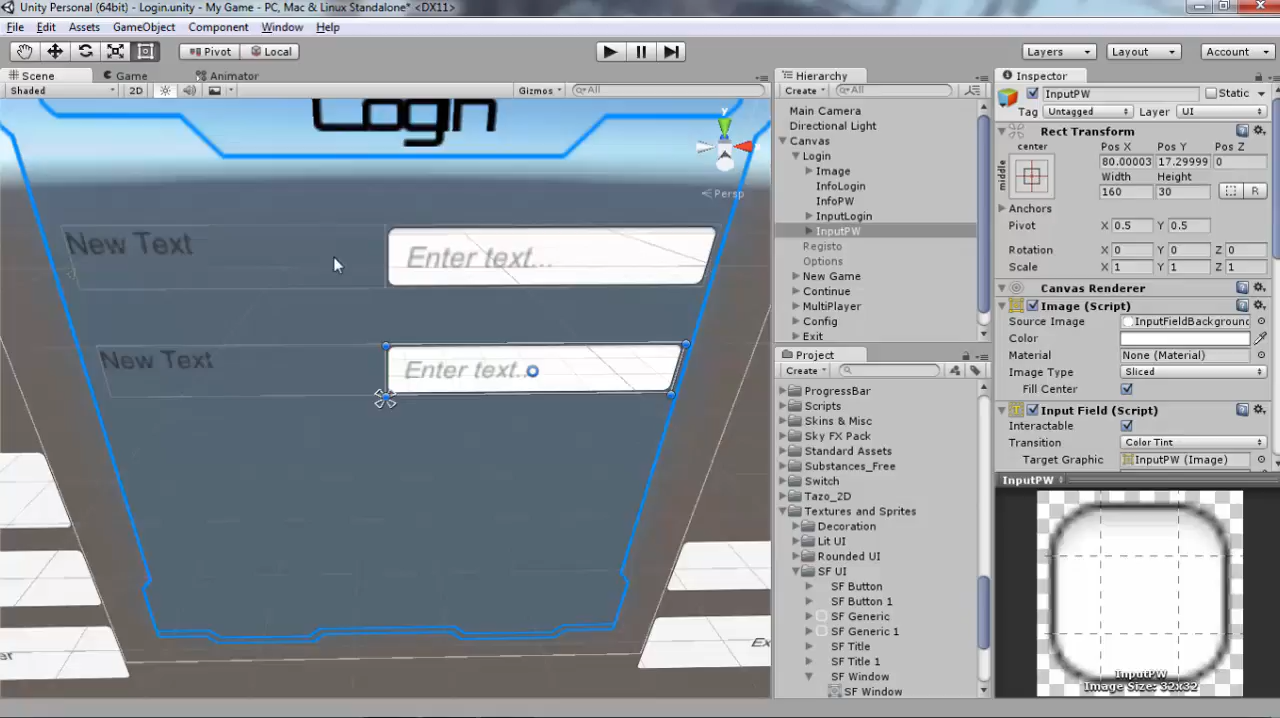 Unity Personal (64bit) - Login.unity - My Game - PC, Mac & Linux Standalone* <DX11>
File Edit Assets GameObject Component Window Help
Pivot Local Layers Layout Account
Scene Game Animator
Shaded 2D Gizmos All
Login
y
Persp
New Text
Enter text...
New Text
Enter text...
Hierarchy
Create All
Main Camera
Directional Light
Canvas
Login
Image
InfoLogin
InfoPW
InputLogin
InputPW
Registo
Options
New Game
Continue
MultiPlayer
Config
Exit
Project
Create
ProgressBar
Scripts
Skins & Misc
Sky FX Pack
Standard Assets
Substances_Free
Switch
Tazo_2D
Textures and Sprites
Decoration
Lit UI
Rounded UI
SF UI
SF Button
SF Button 1
SF Generic
SF Generic 1
SF Title
SF Title 1
SF Window
SF Window
Inspector
InputPW Static
Tag Untagged Layer UI
Rect Transform
center
middle
Pos X Pos Y Pos Z
80.00003 17.29999 0
Width Height
160 30
R
Anchors
Pivot X 0.5 Y 0.5
Rotation X 0 Y 0 Z 0
Scale X 1 Y 1 Z 1
Canvas Renderer
Image (Script)
Source Image InputFieldBackground
Color
Material None (Material)
Image Type Sliced
Fill Center
Input Field (Script)
Interactable
Transition Color Tint
Target Graphic InputPW (Image)
InputPW
InputPW
Image Size: 32x32